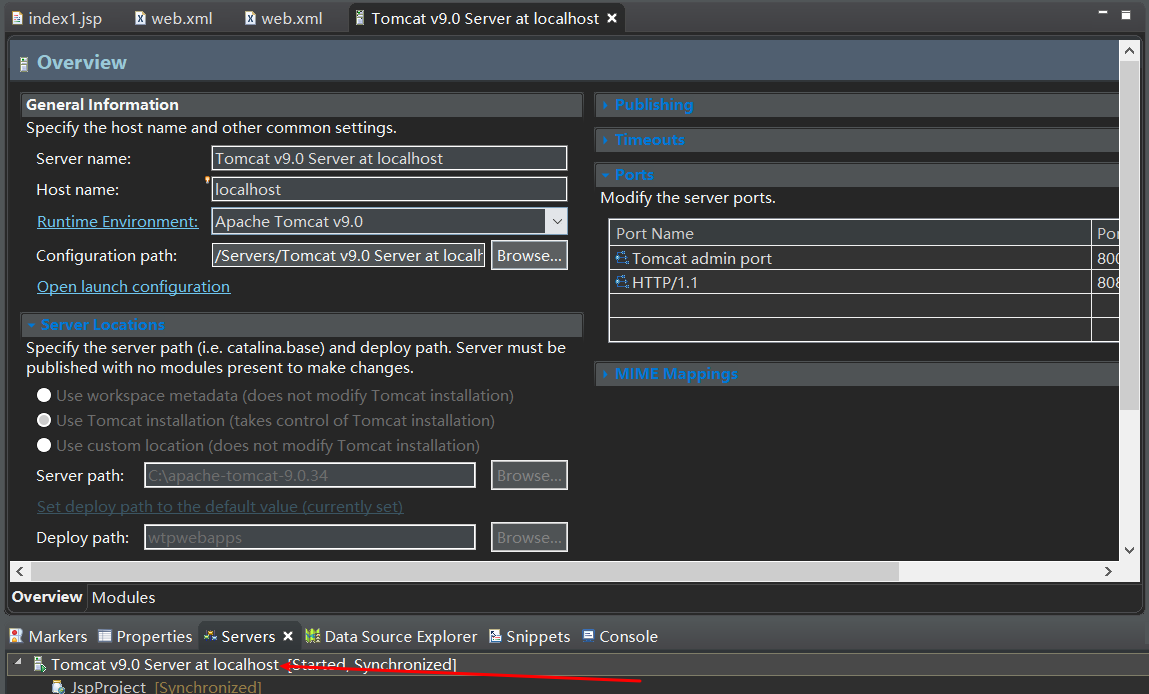 index1.jsp web.xml web.xml Tomcat v9.0 Server at localhost
Overview
General Information
Specify the host name and other common settings.
Server name: Tomcat v9.0 Server at localhost
Host name: localhost
Runtime Environment: Apache Tomcat v9.0
Configuration path: /Servers/Tomcat v9.0 Server at localh Browse...
Open launch configuration
Server Locations
Specify the server path (i.e. catalina.base) and deploy path. Server must be
published with no modules present to make changes.
Use workspace metadata (does not modify Tomcat installation)
Use Tomcat installation (takes control of Tomcat installation)
Use custom location (does not modify Tomcat installation)
Server path: C:\apache-tomcat-9.0.34 Browse...
Set deploy path to the default value (currently set)
Deploy path: wtpwebapps Browse...
Publishing
Timeouts
Ports
Modify the server ports.
Port Name Por
Tomcat admin port 800
HTTP/1.1 808
MIME Mappings
Overview Modules
Markers Properties Servers Data Source Explorer Snippets Console
Tomcat v9.0 Server at localhost [Started, Synchronized]
JspProject [Synchronized]